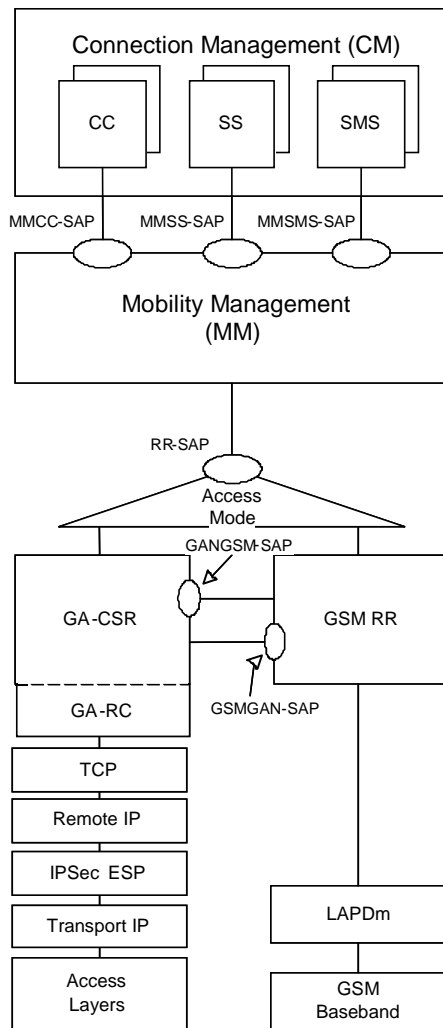 Connection Management (CM)
CC
SS
SMS
MMCC-SAP
MMSS-SAP
MMSMS-SAP
Mobility Management
(MM)
RR-SAP
Access
Mode
GANGSM-SAP
GA-CSR
GSM RR
GA-RC
GSMGAN-SAP
TCP
Remote IP
IPSec ESP
Transport IP
LAPDm
Access
Layers
GSM
Baseband